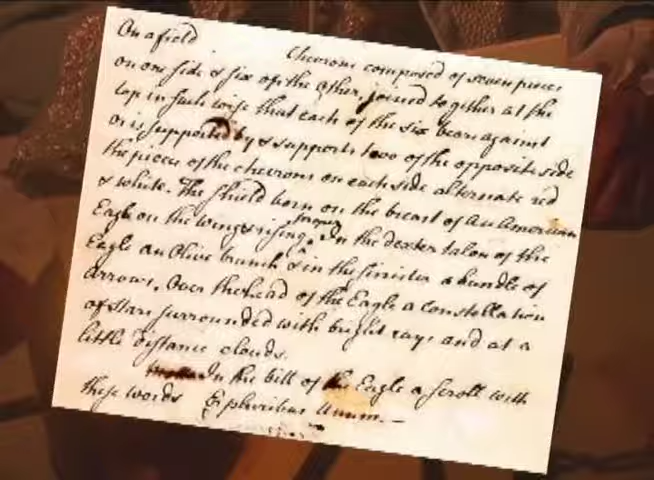 On a field Cheveron composed of seven pieces
on one side & six on the other, joined together at the
top in such wise that each of the six bears against
or is supported by & supports two of the opposite side
the pieces of the cheverons on each side alternate red
& white. The shield born on the breast of an American
Eagle on the wing & rising proper. In the dexter talon of the
Eagle an Olive branch & in the sinister a bundle of
Arrows. Over the head of the Eagle a Constellation
of stars surrounded with bright rays and at a
little distance clouds.
In the bill of the Eagle a scroll with
these words E pluribus Unum.—